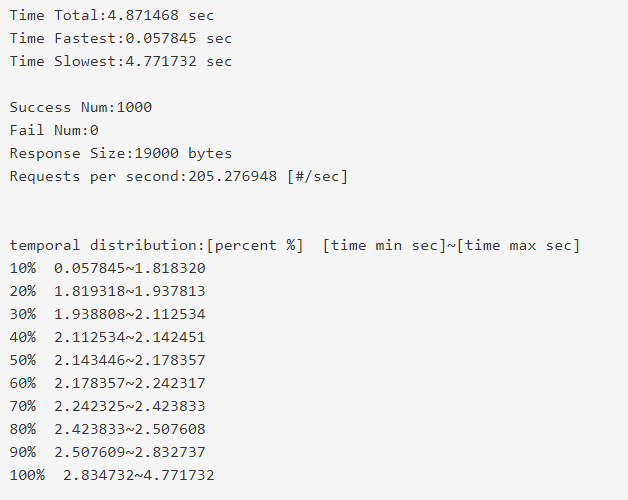 Time Total:4.871468 sec
Time Fastest:0.057845 sec
Time Slowest:4.771732 sec
Success Num:1000
Fail Num:0
Response Size:19000 bytes
Requests per second:205.276948 [#/sec]
temporal distribution:[percent %]  [time min sec]~[time max sec]
10%  0.057845~1.818320
20%  1.819318~1.937813
30%  1.938808~2.112534
40%  2.112534~2.142451
50%  2.143446~2.178357
60%  2.178357~2.242317
70%  2.242325~2.423833
80%  2.423833~2.507608
90%  2.507609~2.832737
100%  2.834732~4.771732